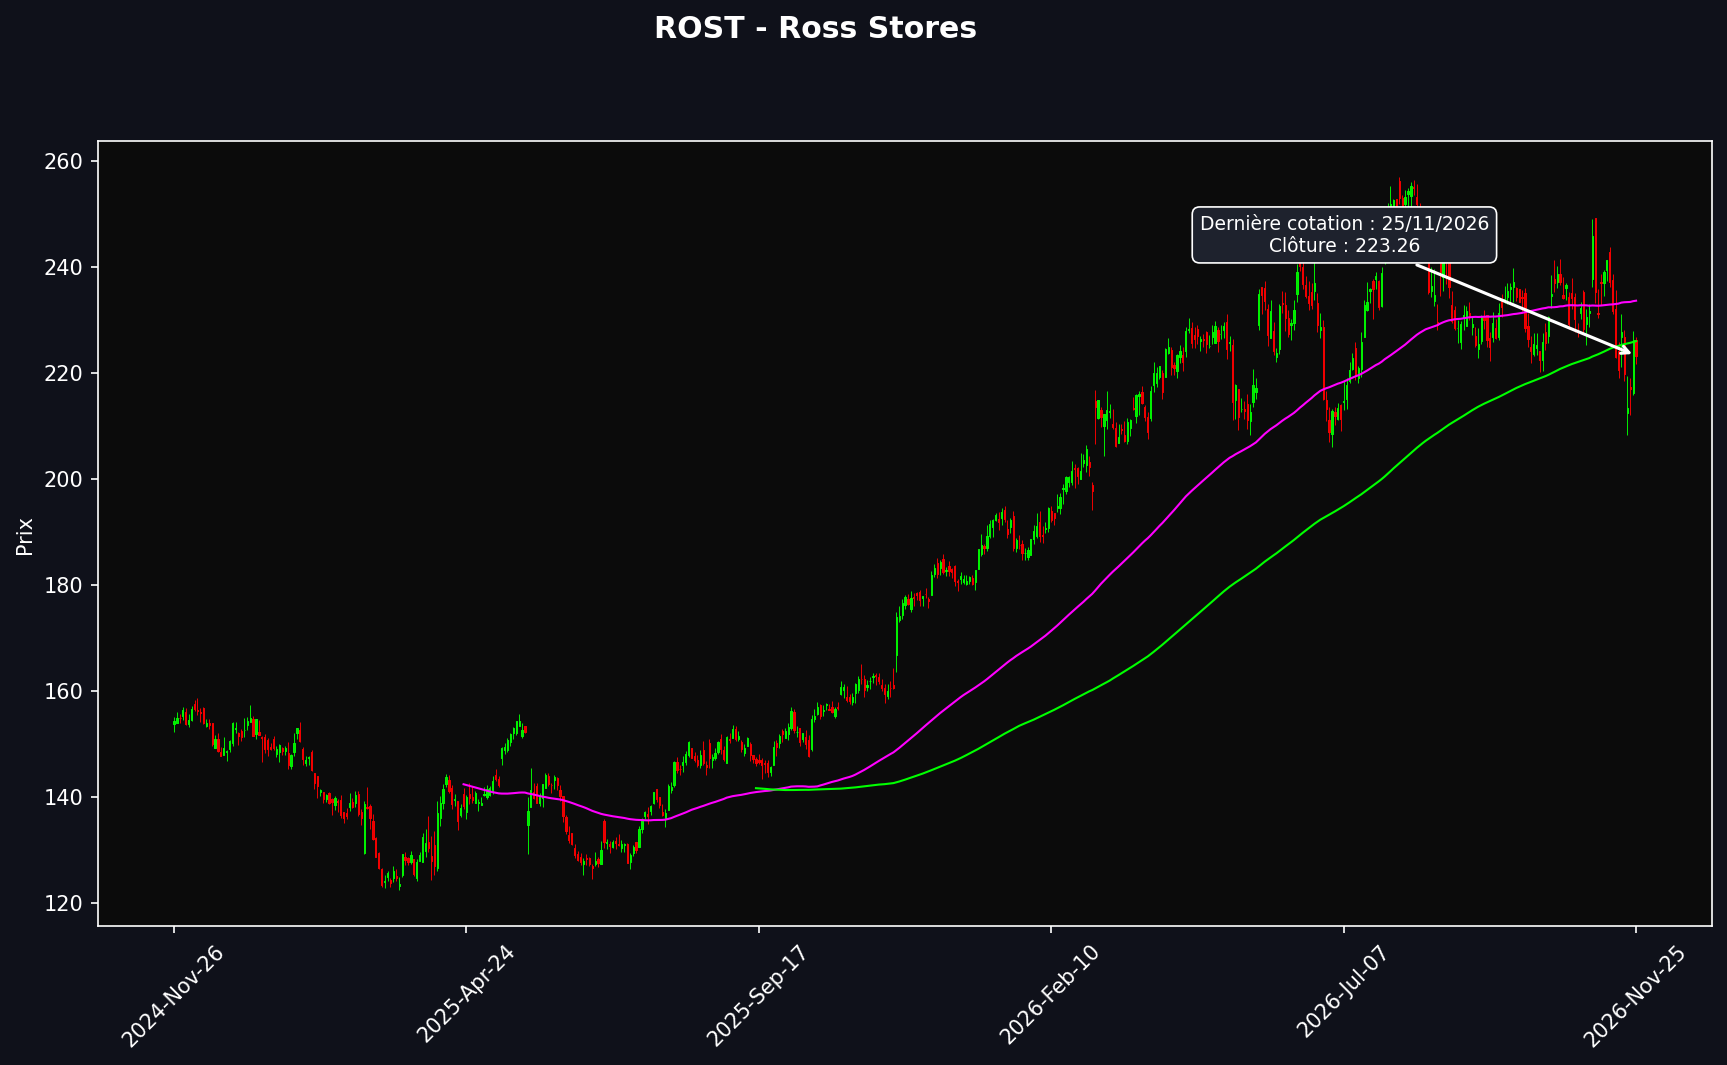 ROST - Ross Stores
260
240
220
200
180
160
140
120
Prix
Dernière cotation : 25/11/2026
Clôture : 223.26
2024-Nov-26
2025-Apr-24
2025-Sep-17
2026-Feb-10
2026-Jul-07
2026-Nov-25